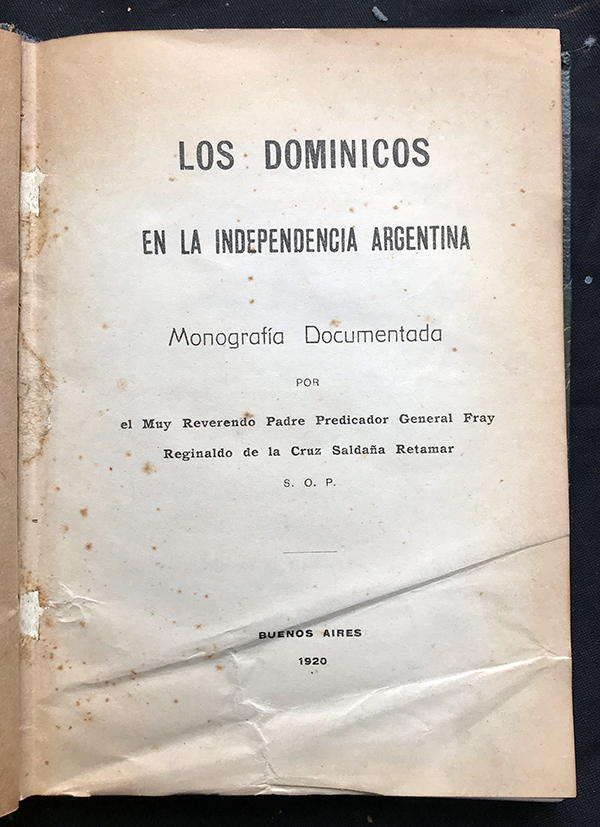 LOS DOMINICOS
EN LA INDEPENDENCIA ARGENTINA
Monografía Documentada
POR
el Muy Reverendo Padre Predicador General Fray
Reginaldo de la Cruz Saldaña Retamar
S. O. P.
BUENOS AIRES
1920